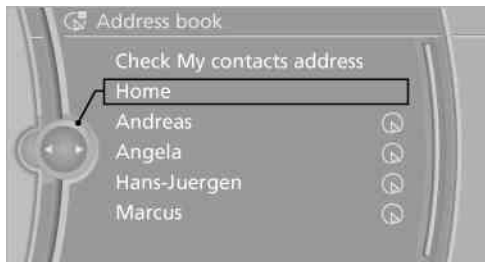 Address book
Check My contacts address
Home
Andreas
Angela
Hans-Juergen
Marcus